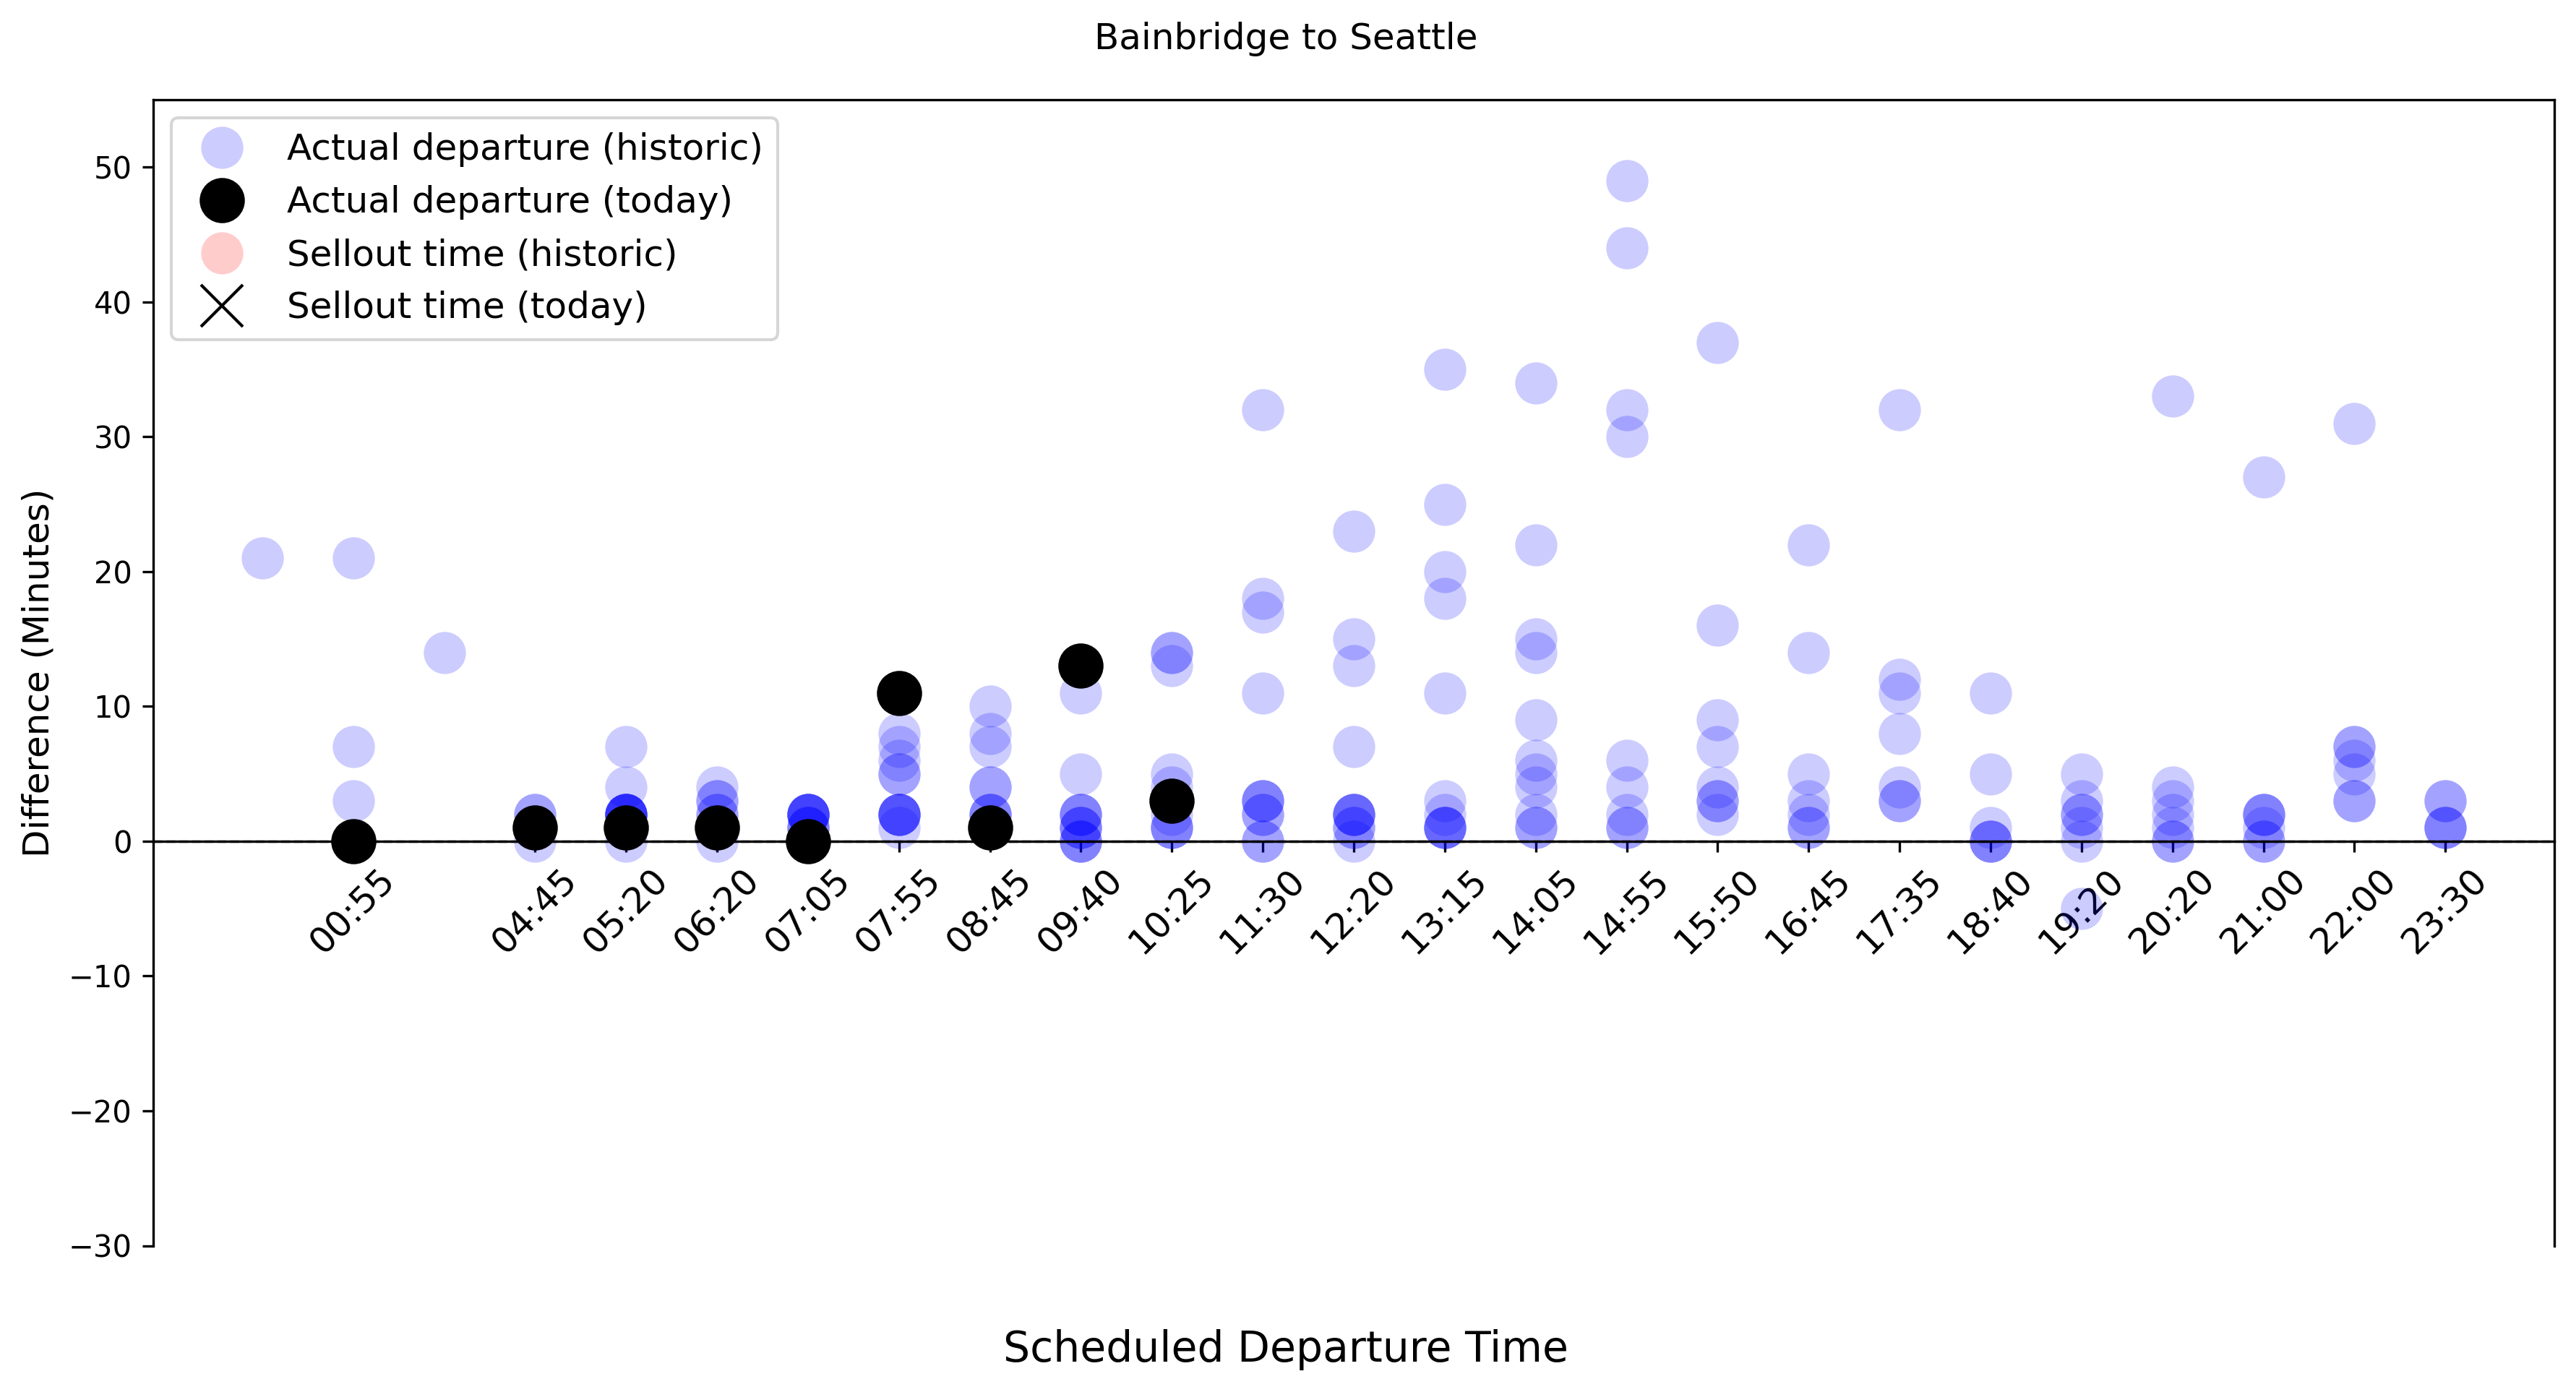 Bainbridge to Seattle
Actual departure (historic)
Actual departure (today)
Sellout time (historic)
Sellout time (today)
Difference (Minutes)
50
40
30
20
10
0
−10
−20
−30
00:55 04:45 05:20 06:20 07:05 07:55 08:45 09:40 10:25 11:30 12:20 13:15 14:05 14:55 15:50 16:45 17:35 18:40 19:20 20:20 21:00 22:00 23:30
Scheduled Departure Time